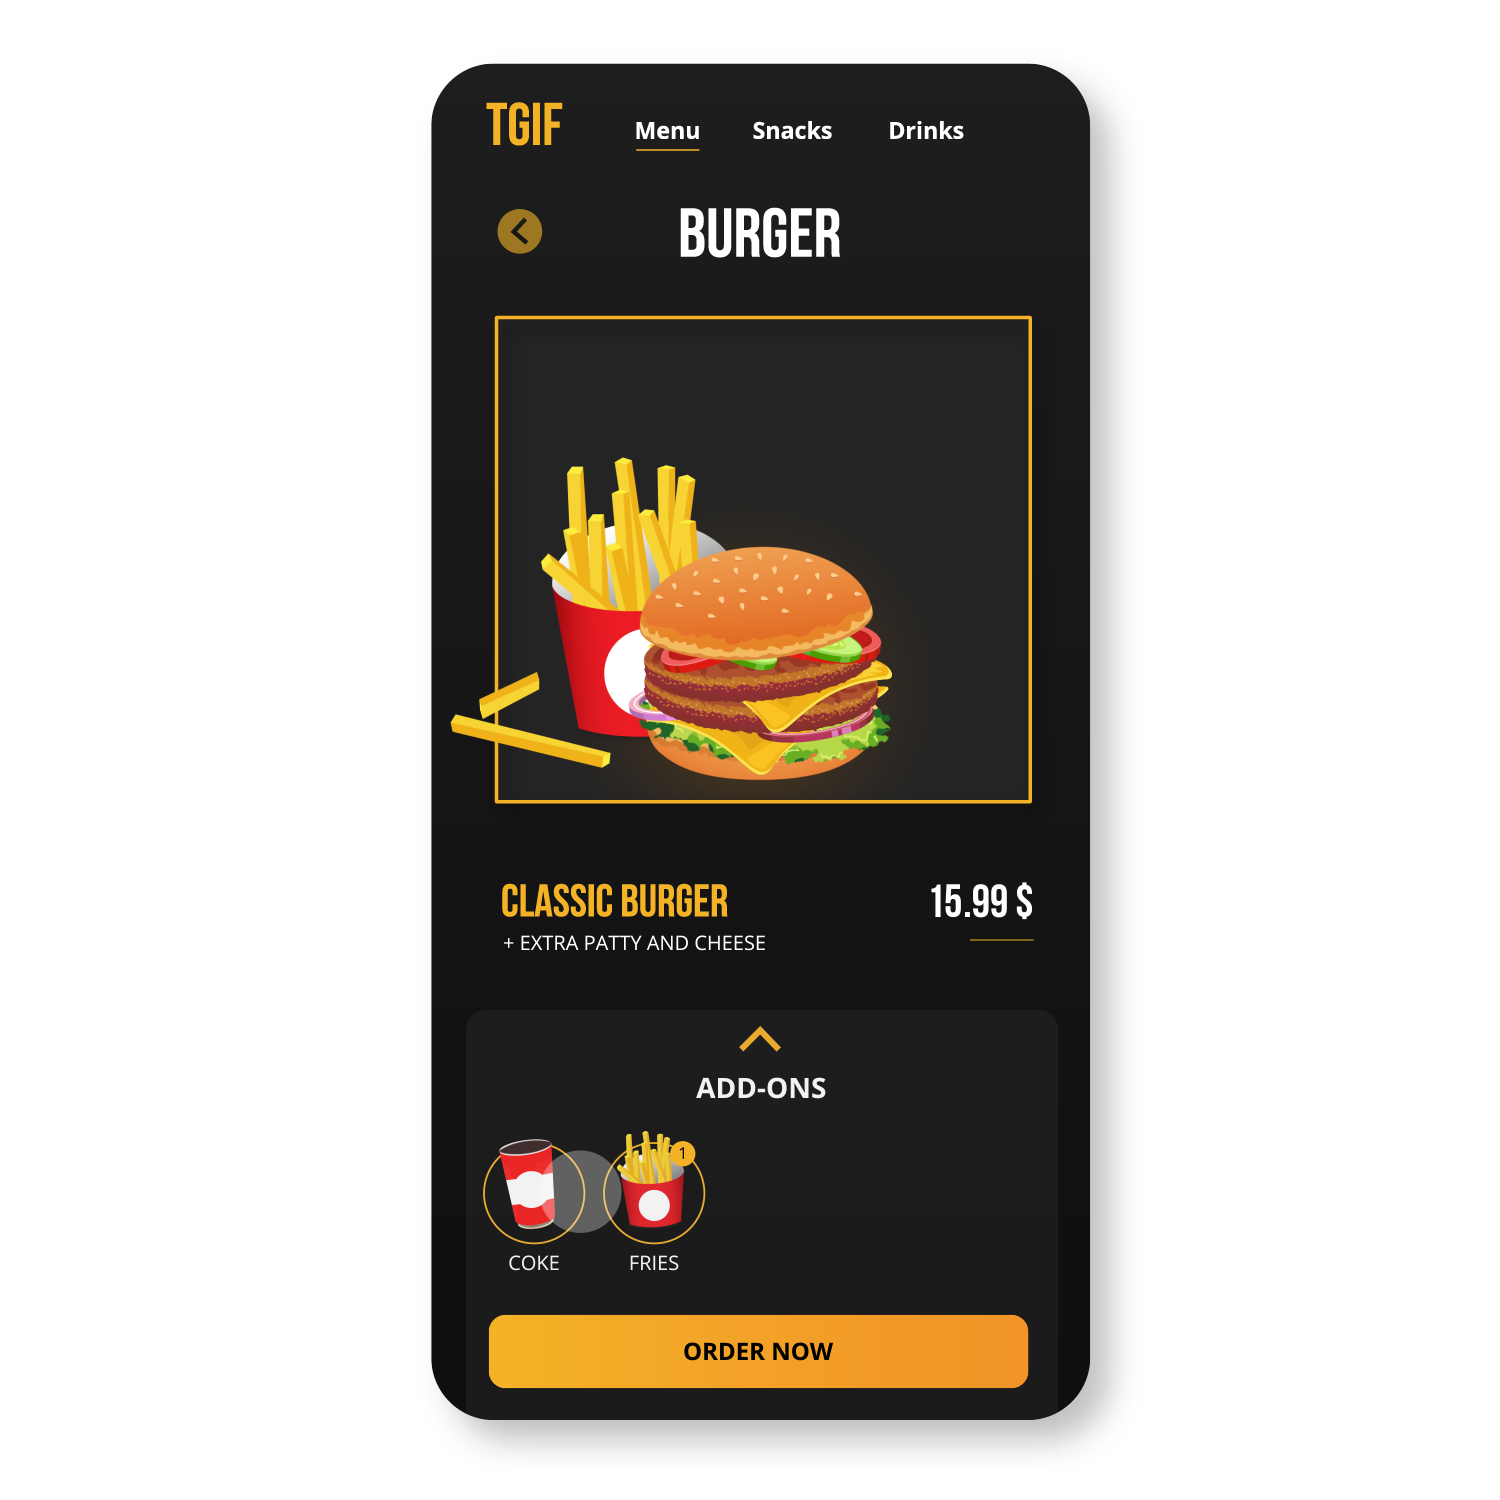 TGIF
Menu Snacks Drinks
BURGER
CLASSIC BURGER
15.99 $
+ EXTRA PATTY AND CHEESE
ADD-ONS
1
COKE FRIES
ORDER NOW